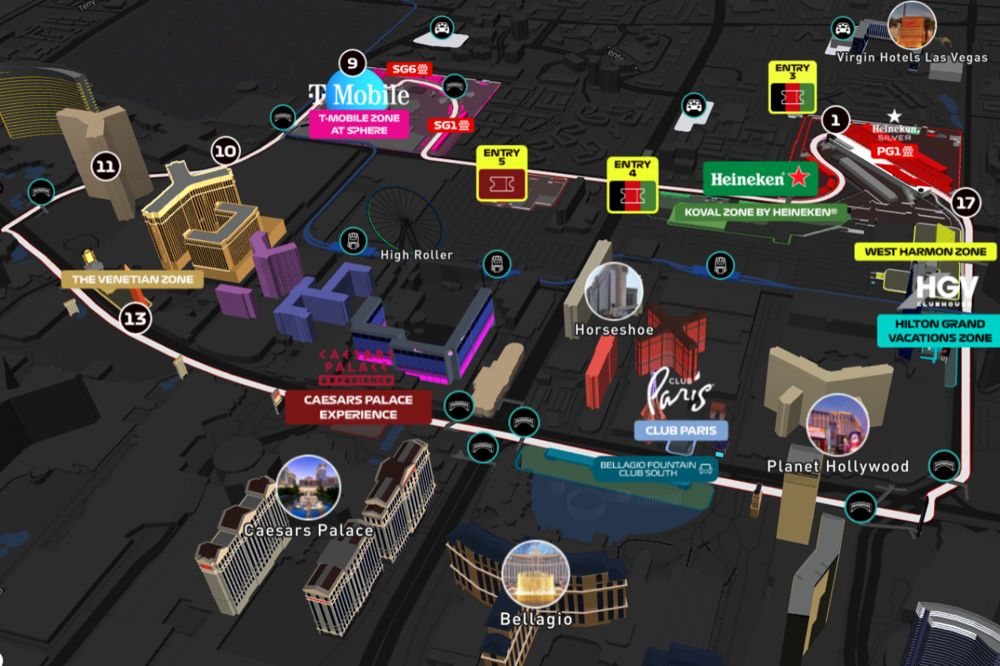 Terry
Virgin Hotels Las Vegas
ENTRY
3
9
SG6
T Mobile
T-MOBILE ZONE
AT SPHERE
SG1
1
Heineken
SILVER
PG1
10
11
ENTRY
5
ENTRY
4
Heineken
KOVAL ZONE BY HEINEKEN®
17
High Roller
WEST HARMON ZONE
THE VENETIAN ZONE
HGV
CLUBHOUSE
13
Horseshoe
HILTON GRAND
VACATIONS ZONE
CAESARS
PALACE
EXPERIENCE
CAESARS PALACE
EXPERIENCE
CLUB
Paris
CLUB PARIS
BELLAGIO FOUNTAIN
CLUB SOUTH
Planet Hollywood
Caesars Palace
Bellagio